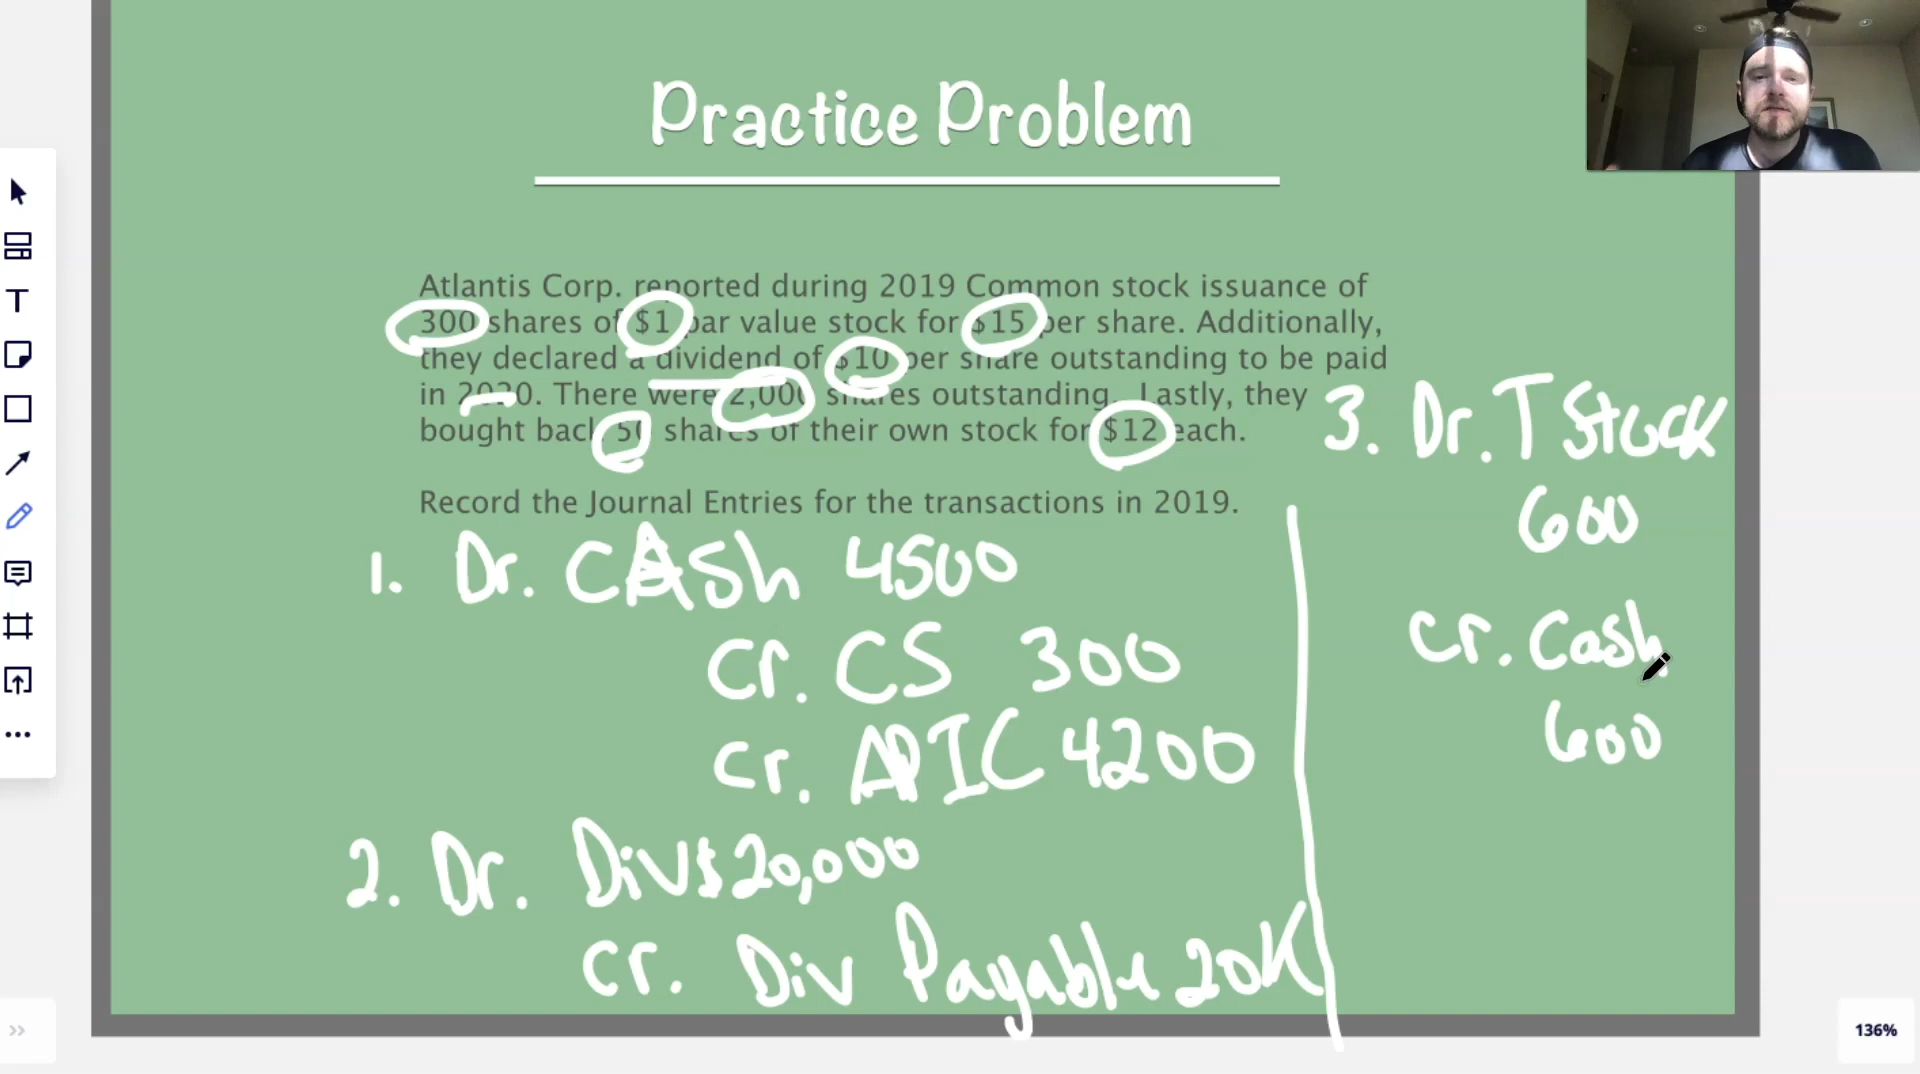 Practice Problem
Atlantis Corp. reported during 2019 Common stock issuance of
300 shares of $1 par value stock for $15 per share. Additionally,
they declared a dividend of $10 per share outstanding to be paid
in 2020. There were 2,000 shares outstanding. Lastly, they
bought back 50 shares of their own stock for $12 each.
Record the Journal Entries for the transactions in 2019.
1. Dr. CASh 4500
Cr. CS 300
Cr. APIC 4200
2. Dr. Div $20,000
Cr. Div Payable 20K
3. Dr. T Stock
600
Cr. Cash
600
T
136%